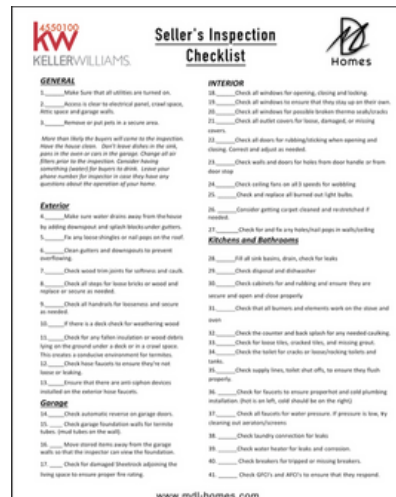 4550100
kw
KELLERWILLIAMS.
Seller's Inspection
Checklist
Homes
GENERAL
1.______Make Sure that all utilities are turned on.
2.______Access is clear to electrical panel, crawl space,
Attic space and garage walls.
3.______Remove or put pets in a secure area.
More than likely the buyers will come to the inspection.
Have the house clean. Don't leave dishes in the sink,
pans in the oven or cars in the garage. Change all air
filters prior to the inspection. Consider having
something (water) for buyers to drink. Leave your
phone number for inspector in case they have any
questions about the operation of your home.
Exterior
4.______Make sure water drains away from the house
by adding downspout and splash blocks under gutters.
5.______Fix any loose shingles or nail pops on the roof.
6.______Clean gutters and downspouts to prevent
overflowing.
7.______Check wood trim joints for softness and caulk.
8.______Check all steps for loose bricks or wood and
replace or secure as needed.
9.______Check all handrails for looseness and secure
as needed.
10.______If there is a deck check for weathering wood
11.______Check for any fallen insulation or wood debris
lying on the ground under a deck or in a crawl space.
This creates a conducive environment for termites.
12.______Check hose faucets to ensure they're not
loose or leaking.
13.______Ensure that there are anti-siphon devices
installed on the exterior hose faucets.
Garage
14.______Check automatic reverse on garage doors.
15. ____ Check garage foundation walls for termite
tubes. (mud tubes on the wall).
16. ____ Move stored items away from the garage
walls so that the inspector can view the foundation.
17. ____ Check for damaged Sheetrock adjoining the
living space to ensure proper fire rating.
INTERIOR
18.______Check all windows for opening, closing and locking.
19.______Check all windows to ensure that they stay up on their own.
20.______Check all windows for possible broken thermo seals/cracks
21.______Check all outlet covers for loose, damaged, or missing
covers.
22.______Check all doors for rubbing/sticking when opening and
closing. Correct and adjust as needed.
23.______Check walls and doors for holes from door handle or from
door stop
24.______Check ceiling fans on all 3 speeds for wobbling
25.______Check and replace all burned out light bulbs.
26. ______Consider getting carpet cleaned and re-stretched if
needed.
27.______Check for and fix any holes/nail pops in walls/ceiling
Kitchens and Bathrooms
28.______Fill all sink basins, drain, check for leaks
29.______Check disposal and dishwasher
30.______Check cabinets for and rubbing and ensure they are
secure and open and close properly.
31.______Check that all burners and elements work on the stove and
oven
32.______Check the counter and back splash for any needed caulking.
33.______Check for loose tiles, cracked tiles, and missing grout.
34.______Check the toilet for cracks or loose/rocking toilets and
tanks.
35.______Check supply lines, toilet shut offs, to ensure they flush
properly.
36. ______Check for faucets to ensure proper hot and cold plumbing
installation. (hot is on left, cold should be on the right)
37.______Check all faucets for water pressure. If pressure is low, try
cleaning out aerators/screens
38. ______Check laundry connection for leaks
39. ______Check water heater for leaks and corrosion.
40. ______Check breakers for tripped or missing breakers.
41. ______ Check GFCI's and AFCI's to ensure that they respond.
www.mdl-homes.com